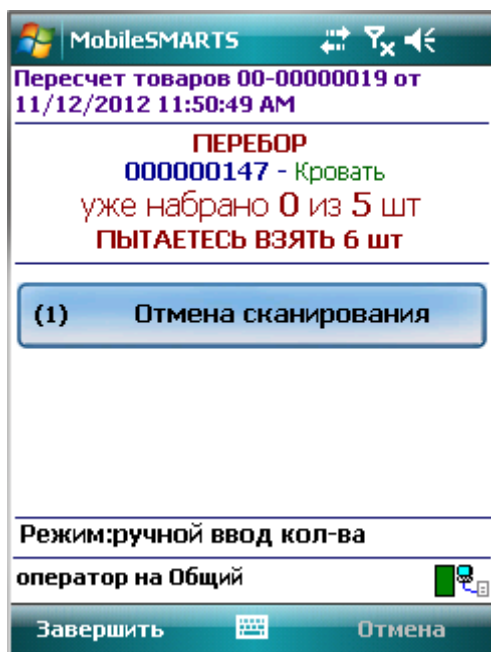 MobileSMARTS
Пересчет товаров 00-00000019 от
11/12/2012 11:50:49 AM
ПЕРЕБОР
000000147 - Кровать
уже набрано 0 из 5 шт
ПЫТАЕТЕСЬ ВЗЯТЬ 6 шт
(1) Отмена сканирования
Режим:ручной ввод кол-ва
оператор на Общий
Завершить Отмена